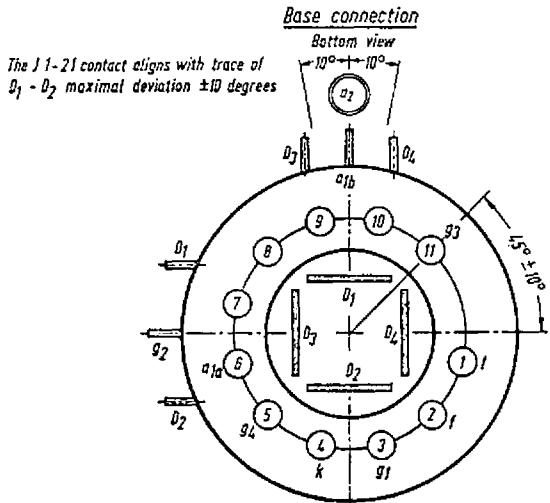 Base connection
Bottom view
The J 1-21 contact aligns with trace of
D1 - D2 maximal deviation ±10 degrees
10° 10°
a2
D3 D4
a1b
9 10
g3
8 11
45° ±10°
D1
D1
7
D3 D4
g2
a1a 6 1 f
D2
D2
g4 5 2 f
4 3
k g1